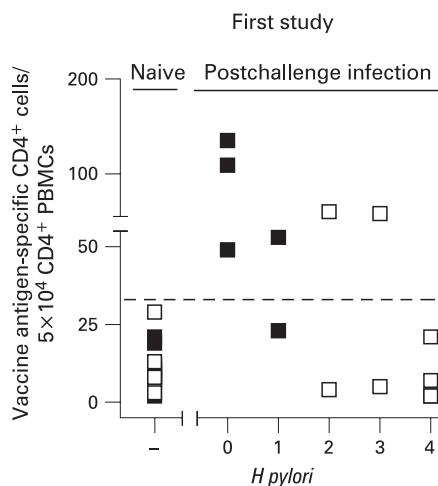 First study
Naive Postchallenge infection
Vaccine antigen-specific CD4⁺ cells/
5×10⁴ CD4⁺ PBMCs
200
100
50
25
0
– 0 1 2 3 4
H pylori